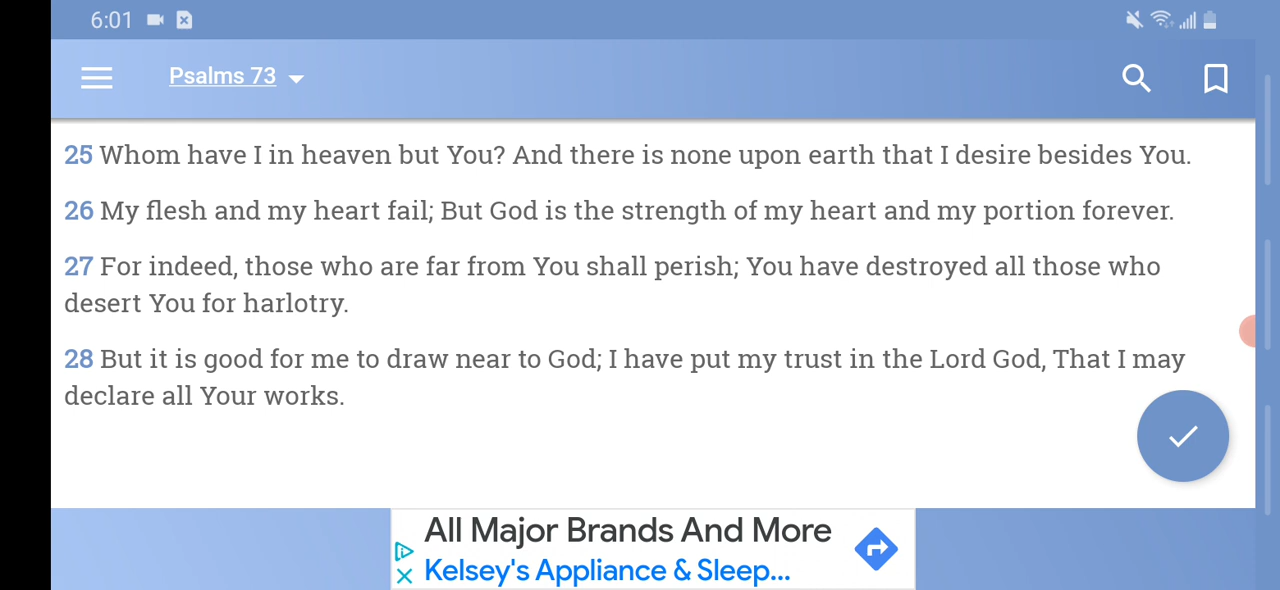 6:01
Psalms 73
25 Whom have I in heaven but You? And there is none upon earth that I desire besides You.
26 My flesh and my heart fail; But God is the strength of my heart and my portion forever.
27 For indeed, those who are far from You shall perish; You have destroyed all those who
desert You for harlotry.
28 But it is good for me to draw near to God; I have put my trust in the Lord God, That I may
declare all Your works.
All Major Brands And More
Kelsey's Appliance & Sleep...